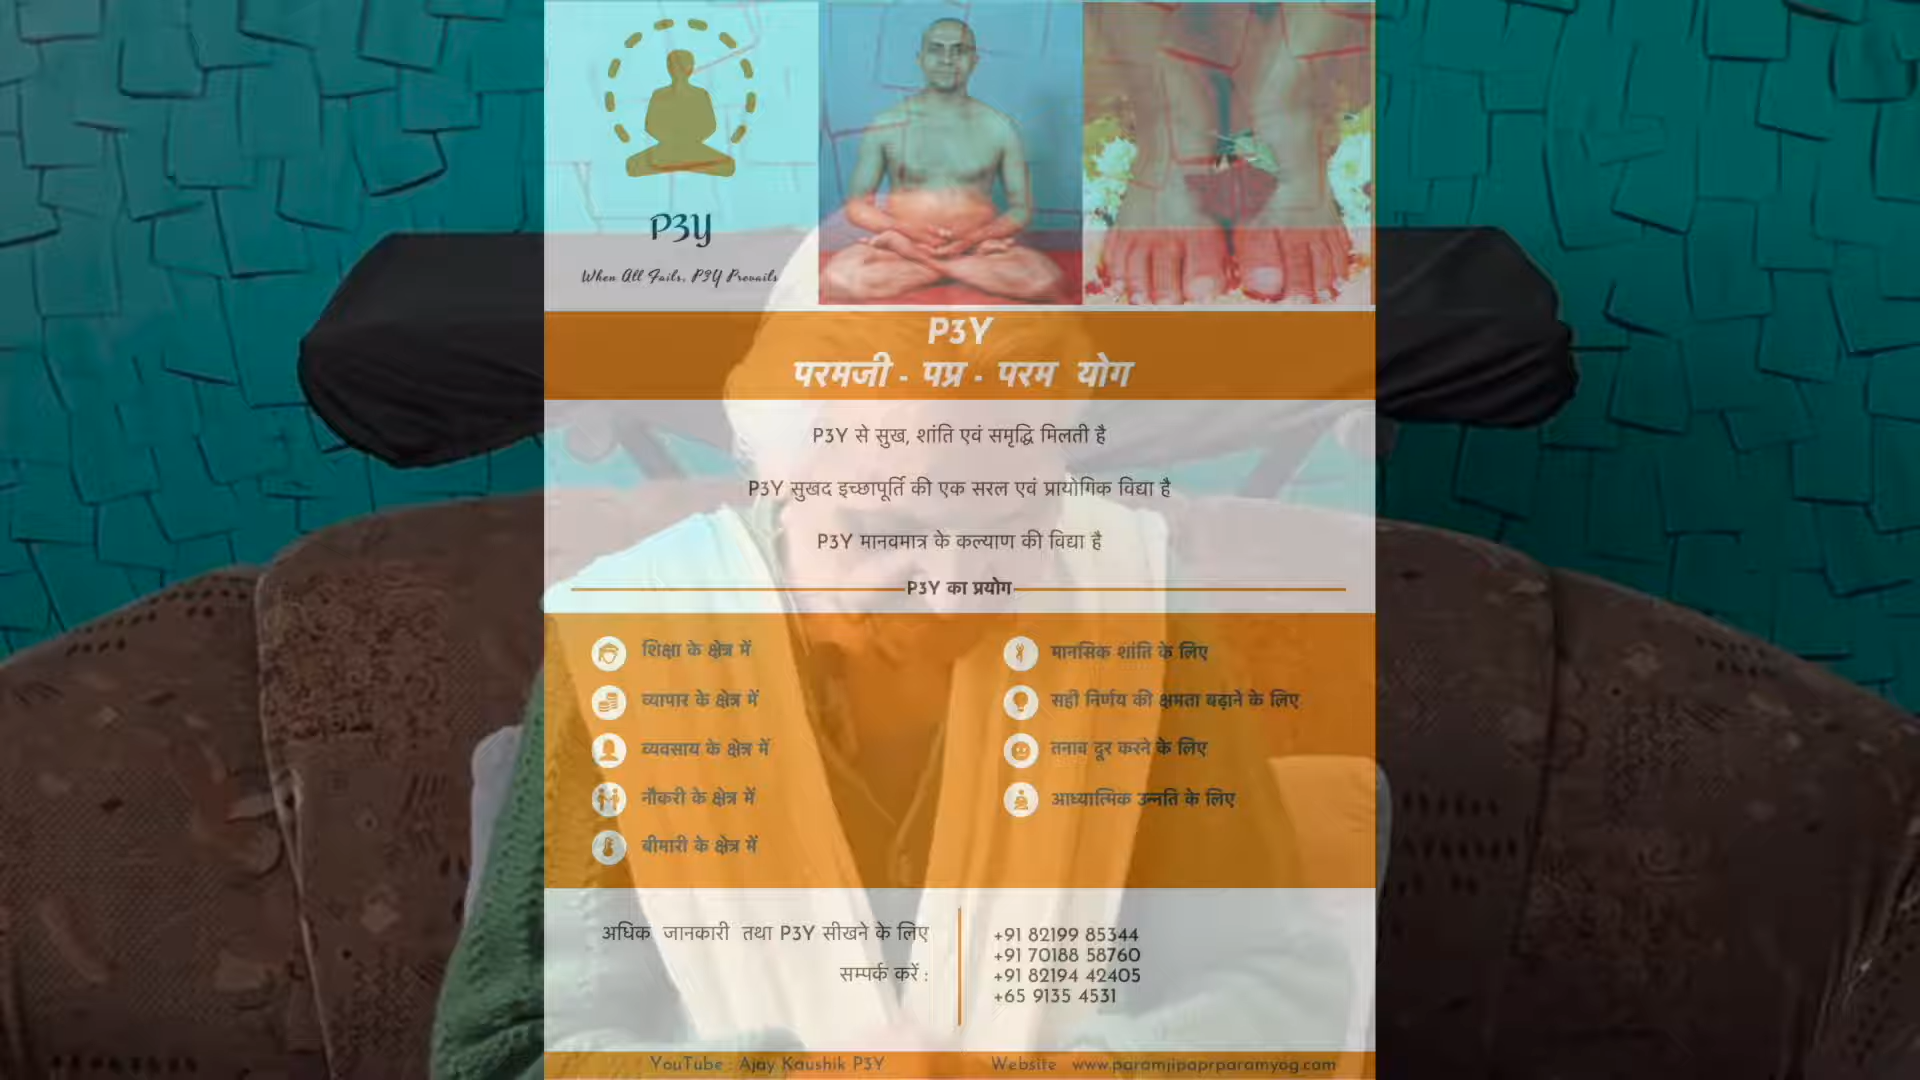 P3Y
When All Fails, P3Y Prevails
P3Y
परमजी - पप्र - परम योग
P3Y से सुख, शांति एवं समृद्धि मिलती है
P3Y सुखद इच्छापूर्ति की एक सरल एवं प्रायोगिक विद्या है
P3Y मानवमात्र के कल्याण की विद्या है
P3Y का प्रयोग
शिक्षा के क्षेत्र में
व्यापार के क्षेत्र में
व्यवसाय के क्षेत्र में
नौकरी के क्षेत्र में
बीमारी के क्षेत्र में
मानसिक शांति के लिए
सही निर्णय की क्षमता बढ़ाने के लिए
तनाव दूर करने के लिए
आध्यात्मिक उन्नति के लिए
अधिक जानकारी तथा P3Y सीखने के लिए
सम्पर्क करें :
+91 82199 85344
+91 70188 58760
+91 82194 42405
+65 9135 4531
YouTube : Ajay Kaushik P3Y
Website www.paramjipaprparamyog.com